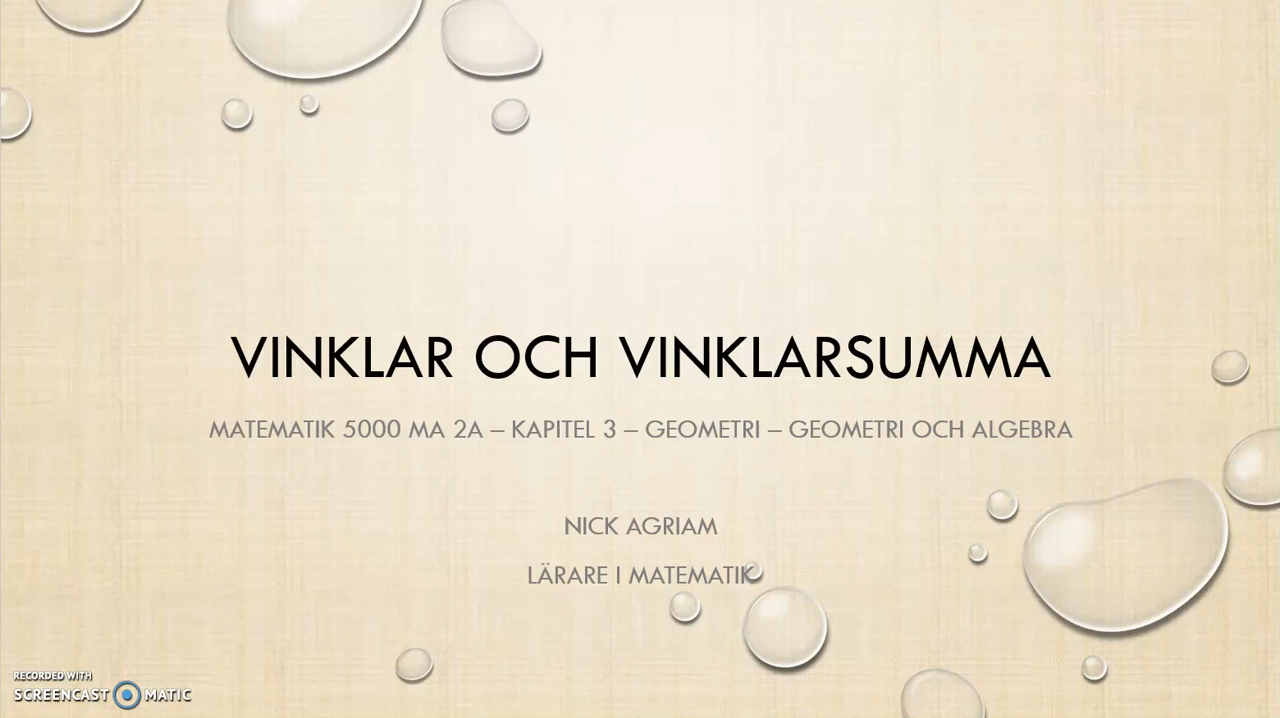 VINKLAR OCH VINKLARSUMMA
MATEMATIK 5000 MA 2A – KAPITEL 3 – GEOMETRI – GEOMETRI OCH ALGEBRA
NICK AGRIAM
LÄRARE I MATEMATIK
RECORDED WITH
SCREENCAST MATIC